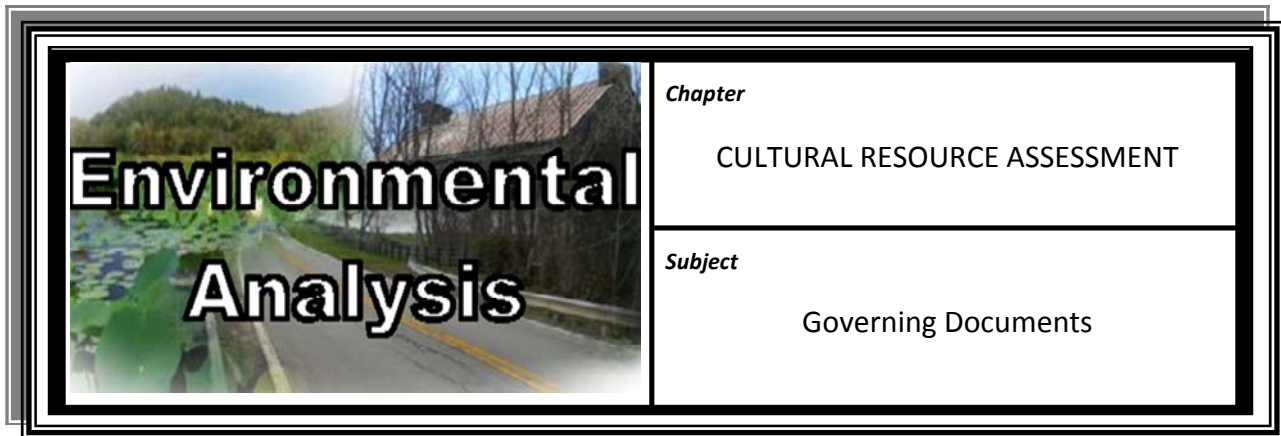 Environmental
Analysis
Chapter
CULTURAL RESOURCE ASSESSMENT
Subject
Governing Documents